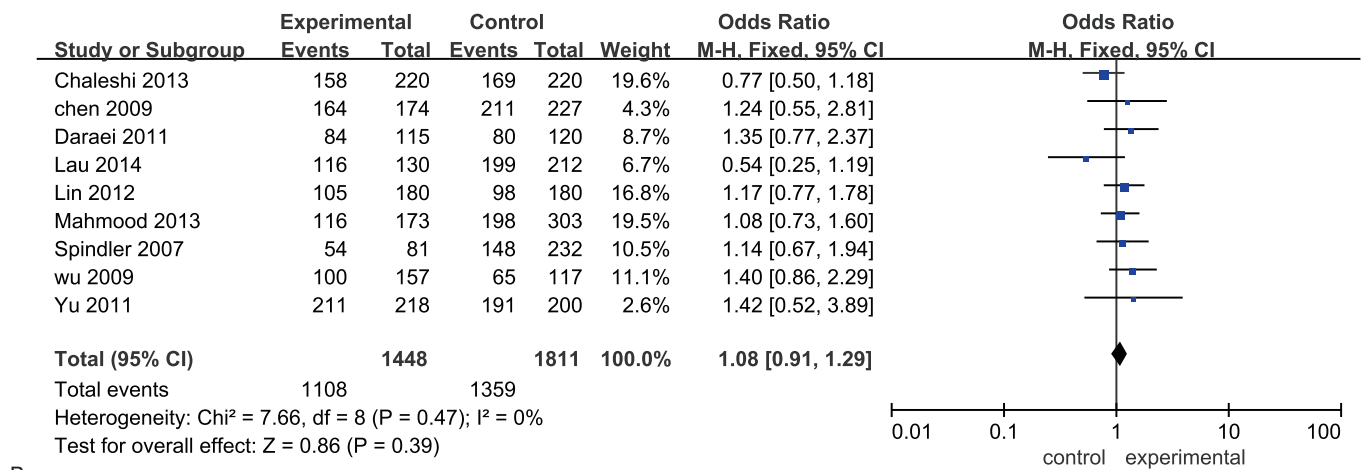 Experimental Control Odds Ratio Odds Ratio
Study or Subgroup Events Total Events Total Weight M-H, Fixed, 95% CI M-H, Fixed, 95% CI
Chaleshi 2013 158 220 169 220 19.6% 0.77 [0.50, 1.18]
chen 2009 164 174 211 227 4.3% 1.24 [0.55, 2.81]
Daraei 2011 84 115 80 120 8.7% 1.35 [0.77, 2.37]
Lau 2014 116 130 199 212 6.7% 0.54 [0.25, 1.19]
Lin 2012 105 180 98 180 16.8% 1.17 [0.77, 1.78]
Mahmood 2013 116 173 198 303 19.5% 1.08 [0.73, 1.60]
Spindler 2007 54 81 148 232 10.5% 1.14 [0.67, 1.94]
wu 2009 100 157 65 117 11.1% 1.40 [0.86, 2.29]
Yu 2011 211 218 191 200 2.6% 1.42 [0.52, 3.89]
Total (95% CI) 1448 1811 100.0% 1.08 [0.91, 1.29]
Total events 1108 1359
Heterogeneity: Chi² = 7.66, df = 8 (P = 0.47); I² = 0%
Test for overall effect: Z = 0.86 (P = 0.39)
0.01 0.1 1 10 100
control experimental